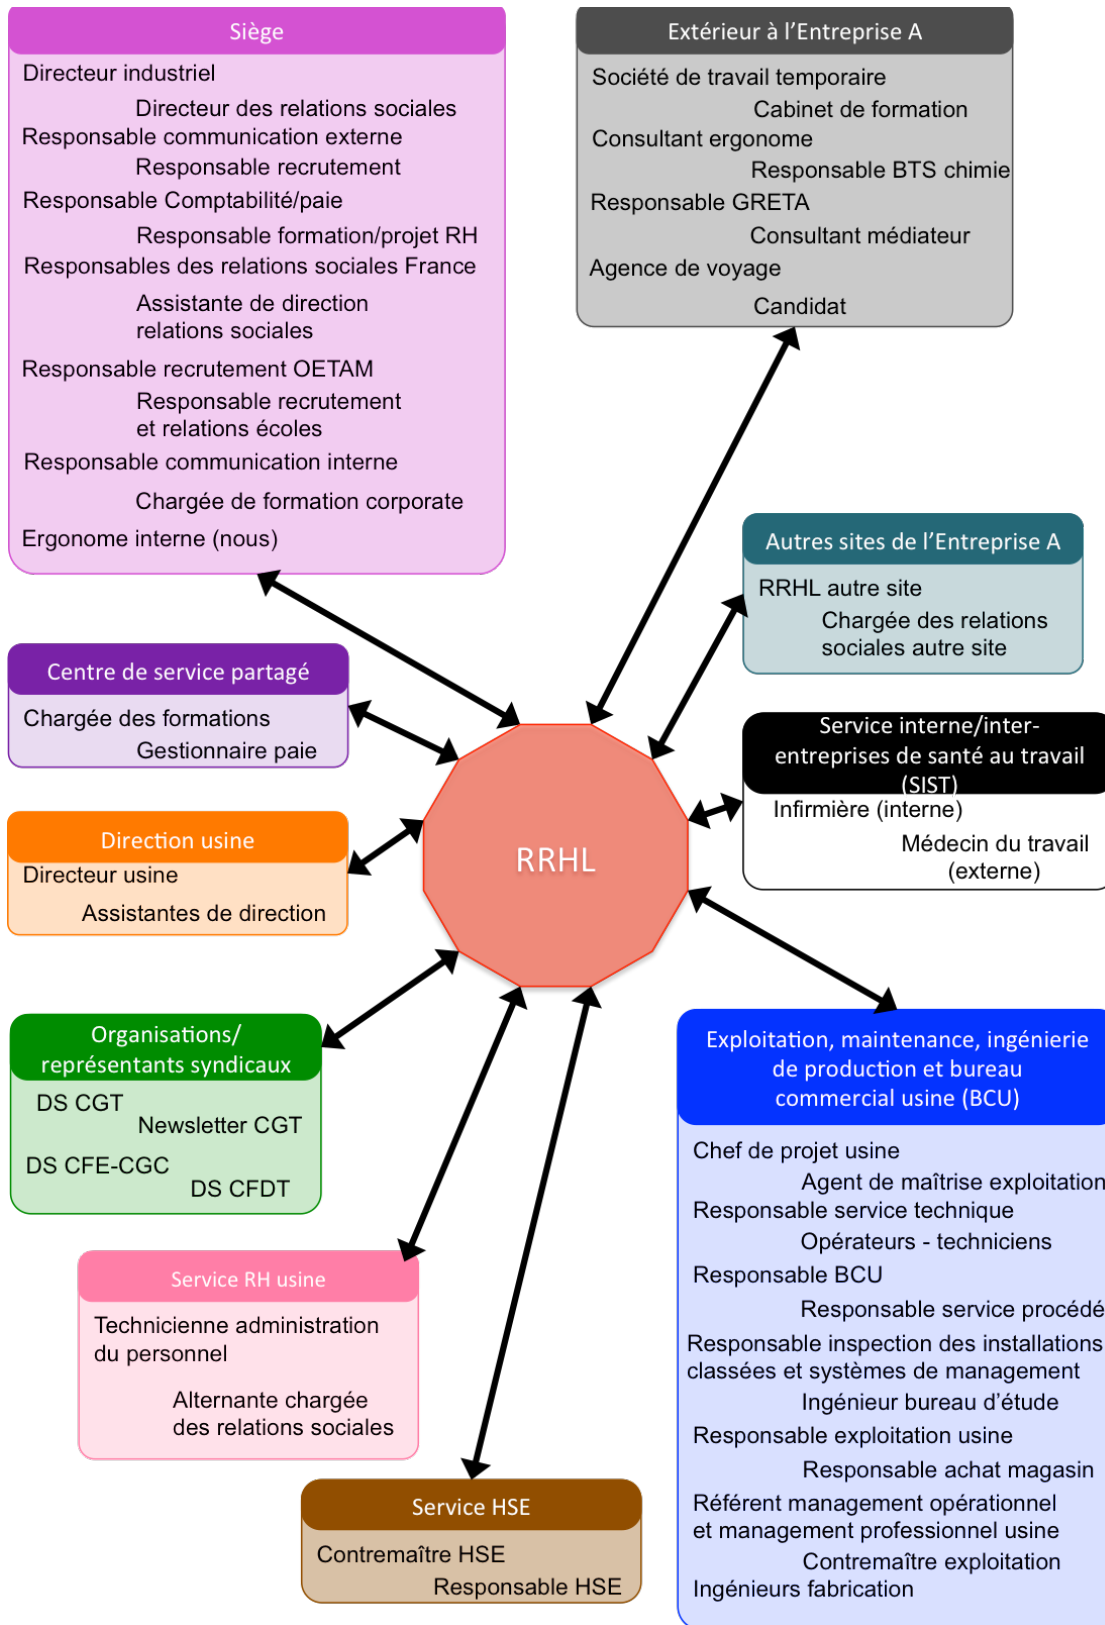 Siège
Directeur industriel
Directeur des relations sociales
Responsable communication externe
Responsable recrutement
Responsable Comptabilité/paie
Responsable formation/projet RH
Responsables des relations sociales France
Assistante de direction
relations sociales
Responsable recrutement OETAM
Responsable recrutement
et relations écoles
Responsable communication interne
Chargée de formation corporate
Ergonome interne (nous)
Extérieur à l’Entreprise A
Société de travail temporaire
Cabinet de formation
Consultant ergonome
Responsable BTS chimie
Responsable GRETA
Consultant médiateur
Agence de voyage
Candidat
Autres sites de l’Entreprise A
RRHL autre site
Chargée des relations
sociales autre site
Centre de service partagé
Chargée des formations
Gestionnaire paie
Service interne/inter-
entreprises de santé au travail
(SIST)
Infirmière (interne)
Médecin du travail
(externe)
Direction usine
Directeur usine
Assistantes de direction
RRHL
Organisations/
représentants syndicaux
DS CGT
Newsletter CGT
DS CFE-CGC
DS CFDT
Exploitation, maintenance, ingénierie
de production et bureau
commercial usine (BCU)
Chef de projet usine
Agent de maîtrise exploitation
Responsable service technique
Opérateurs - techniciens
Responsable BCU
Responsable service procédé
Responsable inspection des installations
classées et systèmes de management
Ingénieur bureau d’étude
Responsable exploitation usine
Responsable achat magasin
Référent management opérationnel
et management professionnel usine
Contremaître exploitation
Ingénieurs fabrication
Service RH usine
Technicienne administration
du personnel
Alternante chargée
des relations sociales
Service HSE
Contremaître HSE
Responsable HSE